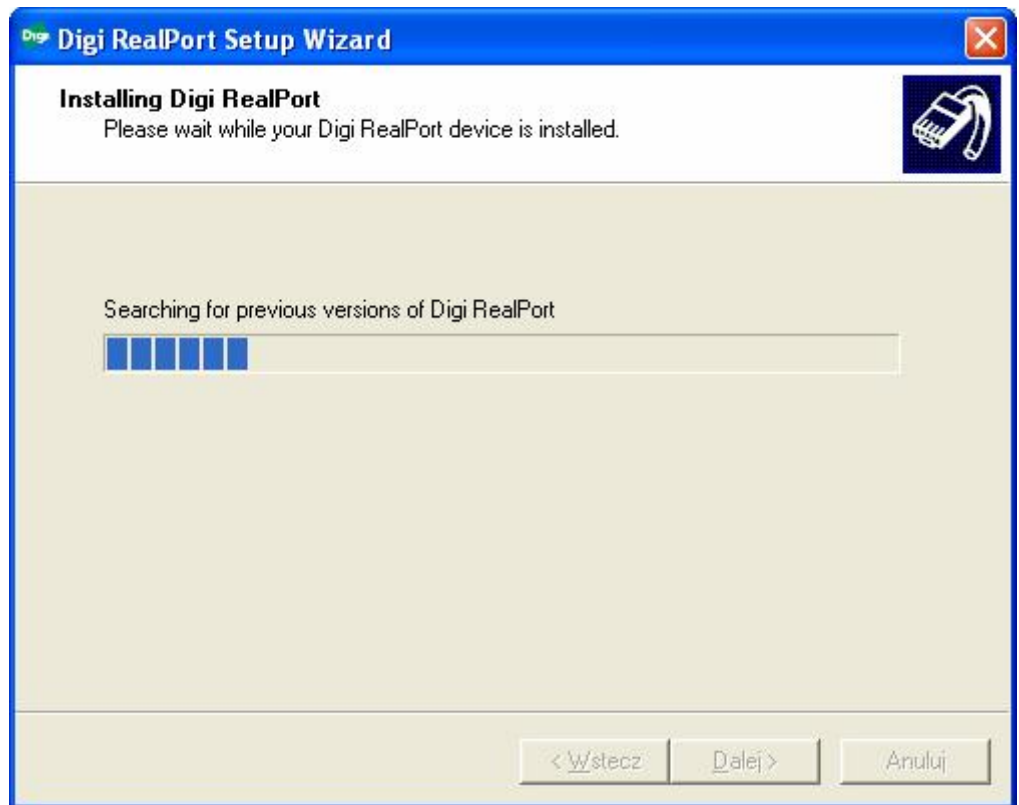 Digi Digi RealPort Setup Wizard
Installing Digi RealPort
Please wait while your Digi RealPort device is installed.
Searching for previous versions of Digi RealPort
< Wstecz Dalej > Anuluj